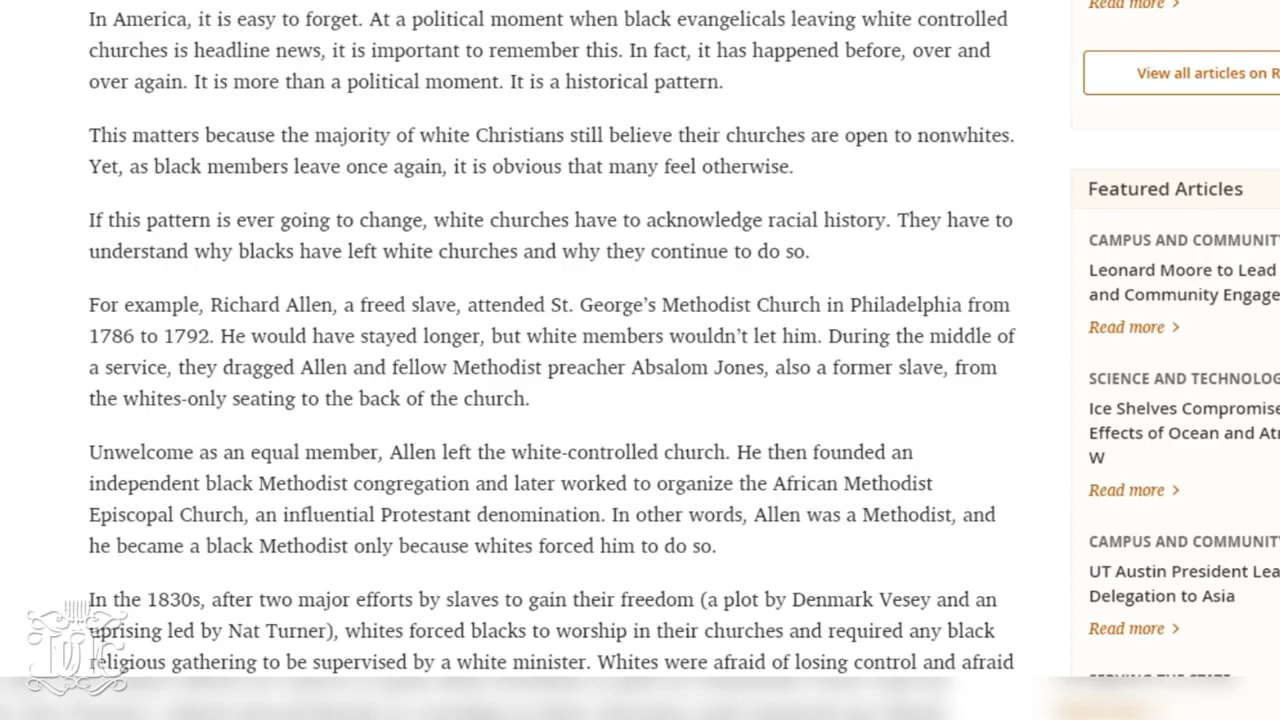 In America, it is easy to forget. At a political moment when black evangelicals leaving white controlled
churches is headline news, it is important to remember this. In fact, it has happened before, over and
over again. It is more than a political moment. It is a historical pattern.
This matters because the majority of white Christians still believe their churches are open to nonwhites.
Yet, as black members leave once again, it is obvious that many feel otherwise.
If this pattern is ever going to change, white churches have to acknowledge racial history. They have to
understand why blacks have left white churches and why they continue to do so.
For example, Richard Allen, a freed slave, attended St. George’s Methodist Church in Philadelphia from
1786 to 1792. He would have stayed longer, but white members wouldn’t let him. During the middle of
a service, they dragged Allen and fellow Methodist preacher Absalom Jones, also a former slave, from
the whites-only seating to the back of the church.
Unwelcome as an equal member, Allen left the white-controlled church. He then founded an
independent black Methodist congregation and later worked to organize the African Methodist
Episcopal Church, an influential Protestant denomination. In other words, Allen was a Methodist, and
he became a black Methodist only because whites forced him to do so.
In the 1830s, after two major efforts by slaves to gain their freedom (a plot by Denmark Vesey and an
uprising led by Nat Turner), whites forced blacks to worship in their churches and required any black
religious gathering to be supervised by a white minister. Whites were afraid of losing control and afraid
Read more >
View all articles on R
Featured Articles
CAMPUS AND COMMUNITY
Leonard Moore to Lead
and Community Engage
Read more >
SCIENCE AND TECHNOLOG
Ice Shelves Compromise
Effects of Ocean and At
W
Read more >
CAMPUS AND COMMUNITY
UT Austin President Lea
Delegation to Asia
Read more >
SERVING THE STATE